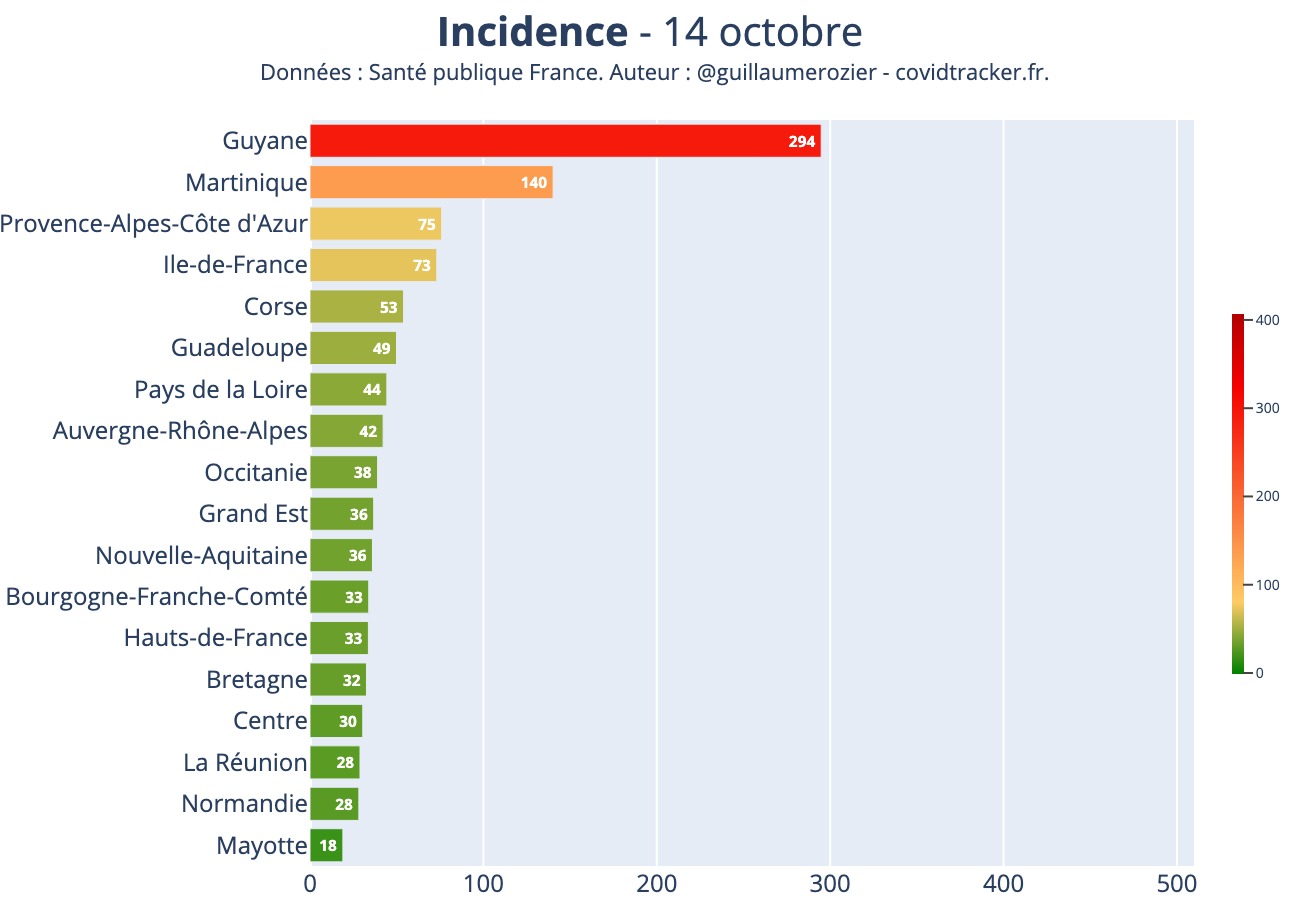 Incidence - 14 octobre
Données : Santé publique France. Auteur : @guillaumerozier - covidtracker.fr.
Guyane 294
Martinique 140
Provence-Alpes-Côte d'Azur 75
Ile-de-France 73
Corse 53
Guadeloupe 49
Pays de la Loire 44
Auvergne-Rhône-Alpes 42
Occitanie 38
Grand Est 36
Nouvelle-Aquitaine 36
Bourgogne-Franche-Comté 33
Hauts-de-France 33
Bretagne 32
Centre 30
La Réunion 28
Normandie 28
Mayotte 18
0 100 200 300 400 500
400
300
200
100
0